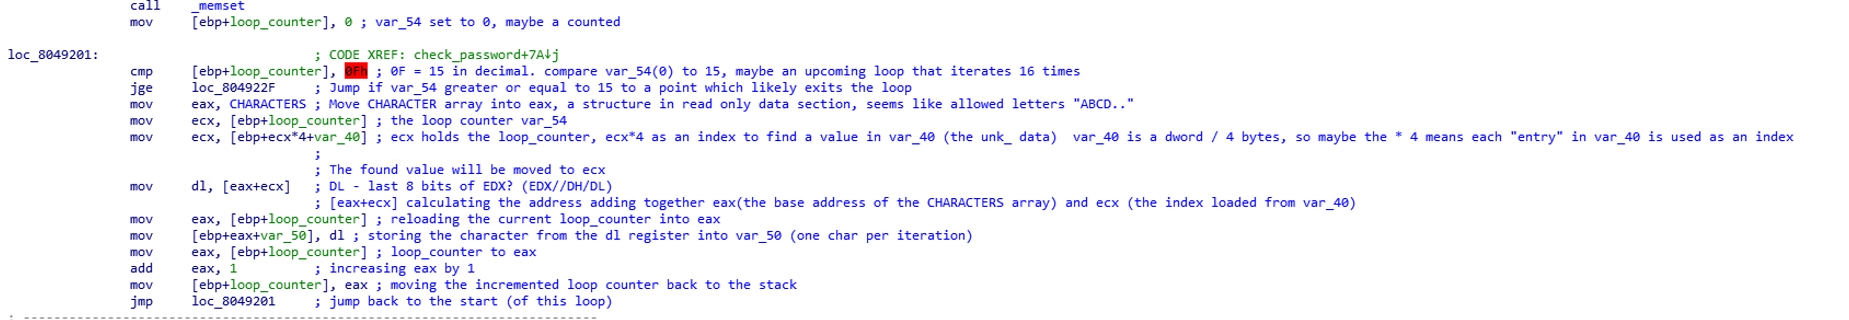 call _memset
mov [ebp+loop_counter], 0 ; var_54 set to 0, maybe a counted
loc_8049201: ; CODE XREF: check_password+7A↓j
cmp [ebp+loop_counter], 0Fh ; 0F = 15 in decimal. compare var_54(0) to 15, maybe an upcoming loop that iterates 16 times
jge loc_804922F ; Jump if var_54 greater or equal to 15 to a point which likely exits the loop
mov eax, CHARACTERS ; Move CHARACTER array into eax, a structure in read only data section, seems like allowed letters "ABCD.."
mov ecx, [ebp+loop_counter] ; the loop counter var_54
mov ecx, [ebp+ecx*4+var_40] ; ecx holds the loop_counter, ecx*4 as an index to find a value in var_40 (the unk_ data)  var_40 is a dword / 4 bytes, so maybe the * 4 means each "entry" in var_40 is used as an index
;
; The found value will be moved to ecx
mov dl, [eax+ecx] ; DL - last 8 bits of EDX? (EDX//DH/DL)
; [eax+ecx] calculating the address adding together eax(the base address of the CHARACTERS array) and ecx (the index loaded from var_40)
mov eax, [ebp+loop_counter] ; reloading the current loop_counter into eax
mov [ebp+eax+var_50], dl ; storing the character from the dl register into var_50 (one char per iteration)
mov eax, [ebp+loop_counter] ; loop_counter to eax
add eax, 1 ; increasing eax by 1
mov [ebp+loop_counter], eax ; moving the incremented loop counter back to the stack
jmp loc_8049201 ; jump back to the start (of this loop)
; ---------------------------------------------------------------------------